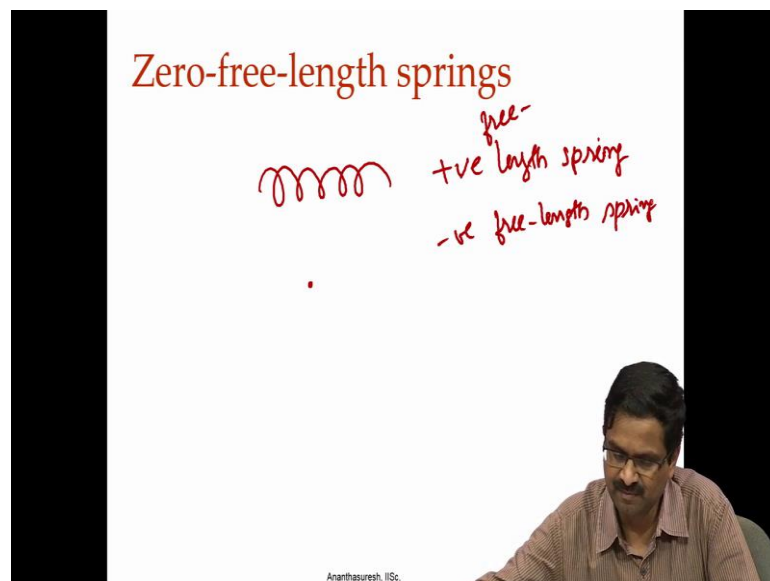 Zero-free-length springs
free-
+ve length spring
-ve free-length spring
Ananthasuresh, IISc.